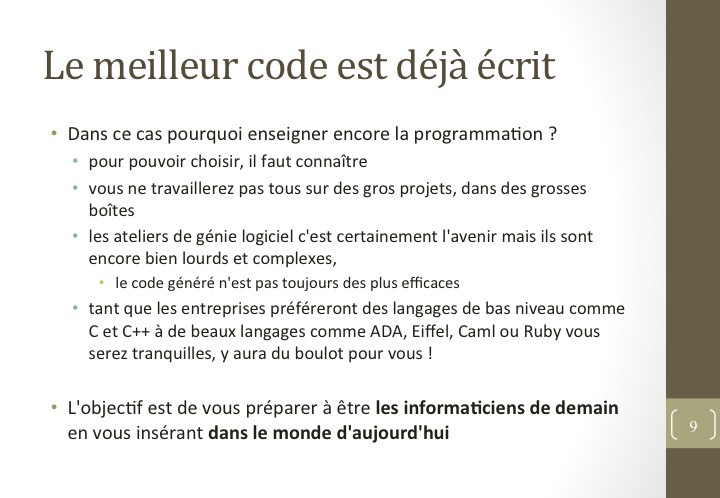 Le meilleur code est déjà écrit
• Dans ce cas pourquoi enseigner encore la programmation ?
• pour pouvoir choisir, il faut connaître
• vous ne travaillerez pas tous sur des gros projets, dans des grosses
boîtes
• les ateliers de génie logiciel c'est certainement l'avenir mais ils sont
encore bien lourds et complexes,
• le code généré n'est pas toujours des plus efficaces
• tant que les entreprises préféreront des langages de bas niveau comme
C et C++ à de beaux langages comme ADA, Eiffel, Caml ou Ruby vous
serez tranquilles, y aura du boulot pour vous !
• L'objectif est de vous préparer à être les informaticiens de demain
en vous insérant dans le monde d'aujourd'hui
9